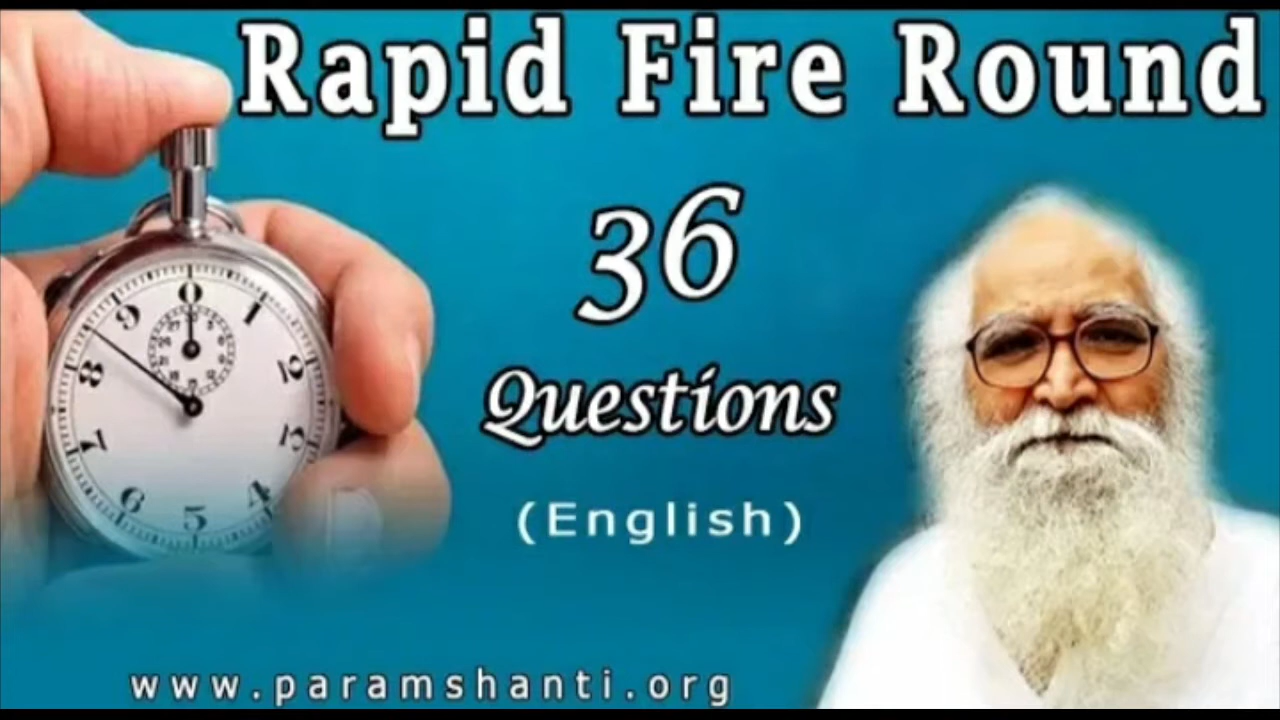 Rapid Fire Round
36
Questions
(English)
www.paramshanti.org